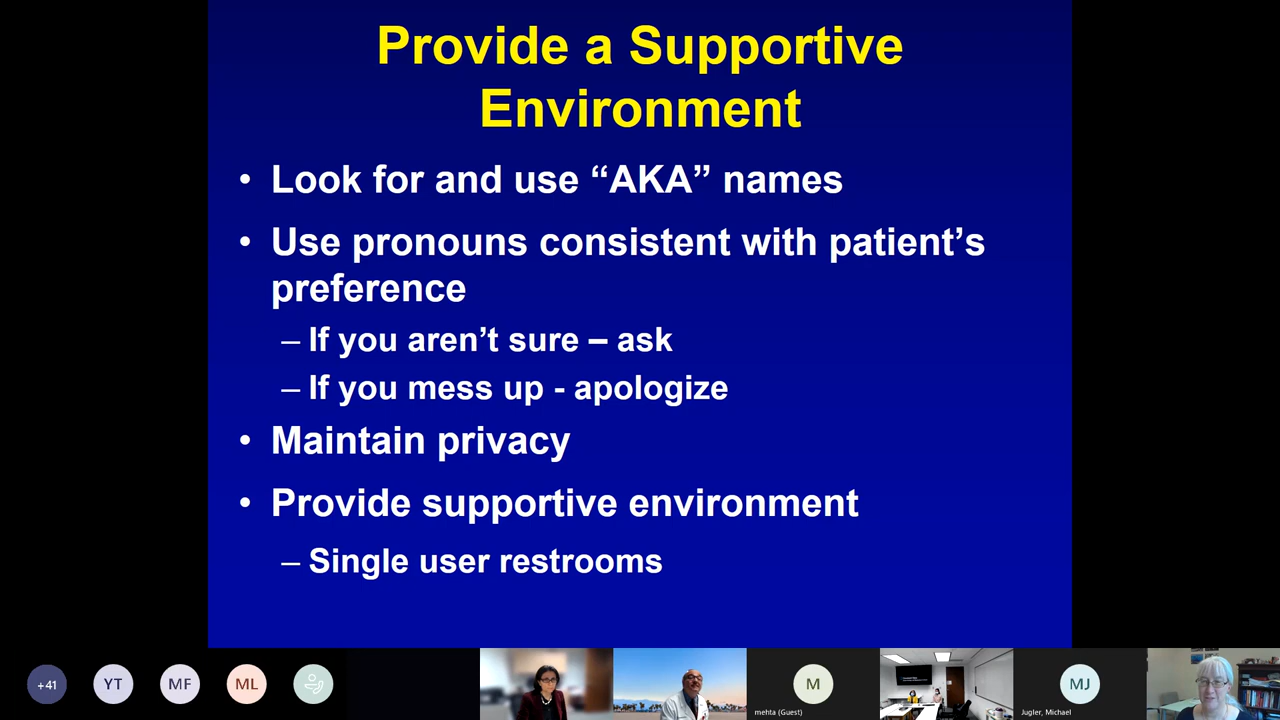 Provide a Supportive
Environment
• Look for and use “AKA” names
• Use pronouns consistent with patient’s
preference
– If you aren’t sure – ask
– If you mess up - apologize
• Maintain privacy
• Provide supportive environment
– Single user restrooms
+41
YT
MF
ML
M
mehta (Guest)
MJ
Jugler, Michael